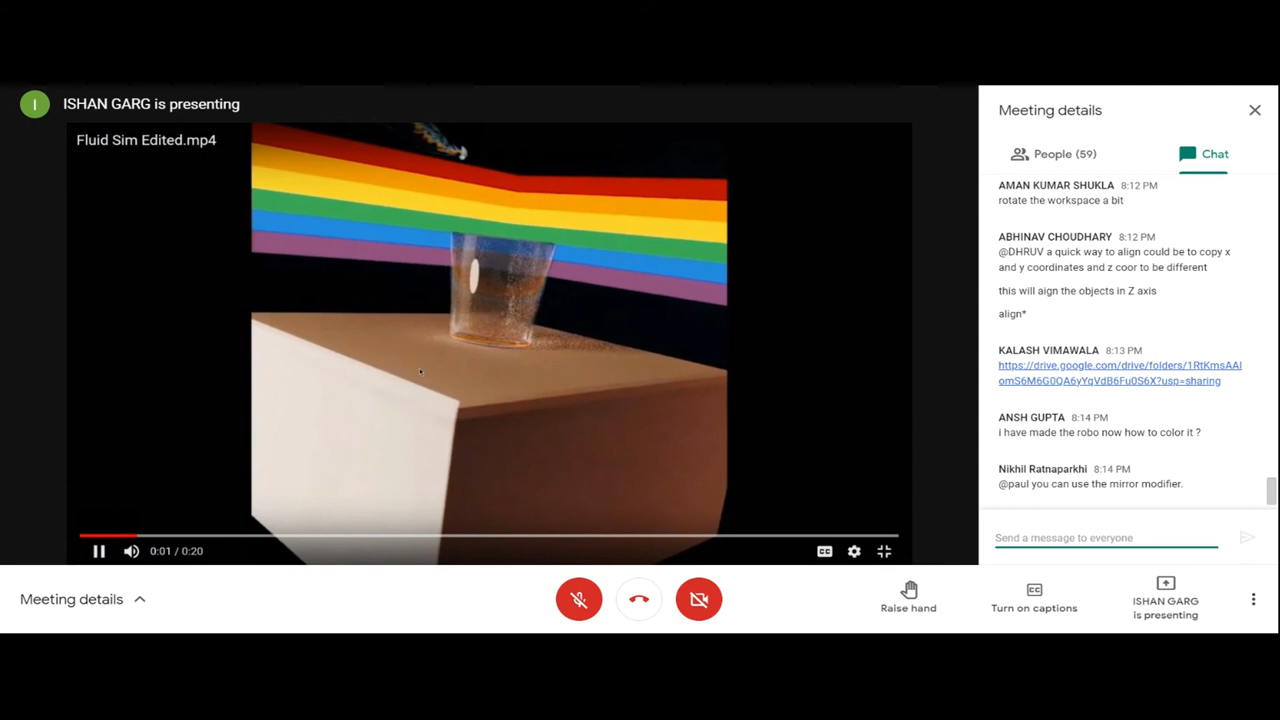 I
ISHAN GARG is presenting
Fluid Sim Edited.mp4
0:01 / 0:20
CC
Meeting details
People (59)
Chat
AMAN KUMAR SHUKLA 8:12 PM
rotate the workspace a bit
ABHINAV CHOUDHARY 8:12 PM
@DHRUV a quick way to align could be to copy x
and y coordinates and z coor to be different
this will aign the objects in Z axis
align*
KALASH VIMAWALA 8:13 PM
https://drive.google.com/drive/folders/1RtKmsAAI
omS6M6G0QA6yYqVdB6Fu0S6X?usp=sharing
ANSH GUPTA 8:14 PM
i have made the robo now how to color it ?
Nikhil Ratnaparkhi 8:14 PM
@paul you can use the mirror modifier.
Send a message to everyone
Meeting details
Raise hand
CC
Turn on captions
ISHAN GARG
is presenting